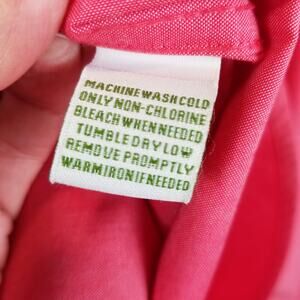 MACHINE WASH COLD
ONLY NON-CHLORINE
BLEACH WHEN NEEDED
TUMBLE DRY LOW
REMOVE PROMPTLY
WARM IRON IF NEEDED